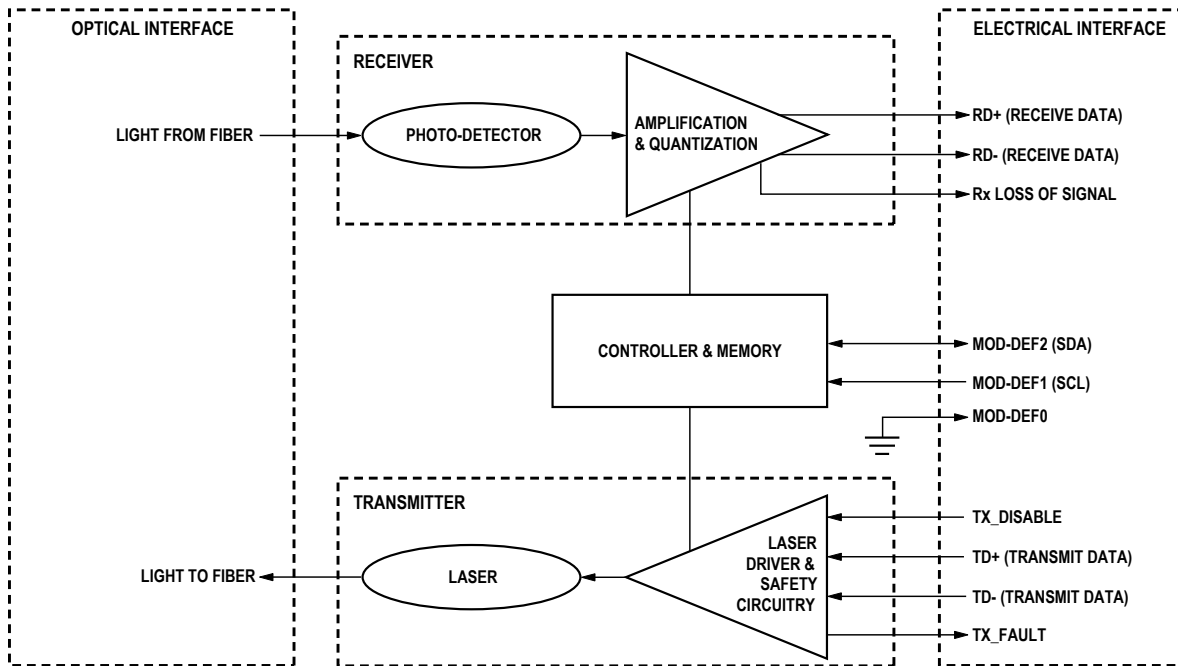 OPTICAL INTERFACE
ELECTRICAL INTERFACE
RECEIVER
LIGHT FROM FIBER
PHOTO-DETECTOR
AMPLIFICATION
& QUANTIZATION
RD+ (RECEIVE DATA)
RD- (RECEIVE DATA)
Rx LOSS OF SIGNAL
CONTROLLER & MEMORY
MOD-DEF2 (SDA)
MOD-DEF1 (SCL)
MOD-DEF0
TRANSMITTER
LIGHT TO FIBER
LASER
LASER
DRIVER &
SAFETY
CIRCUITRY
TX_DISABLE
TD+ (TRANSMIT DATA)
TD- (TRANSMIT DATA)
TX_FAULT